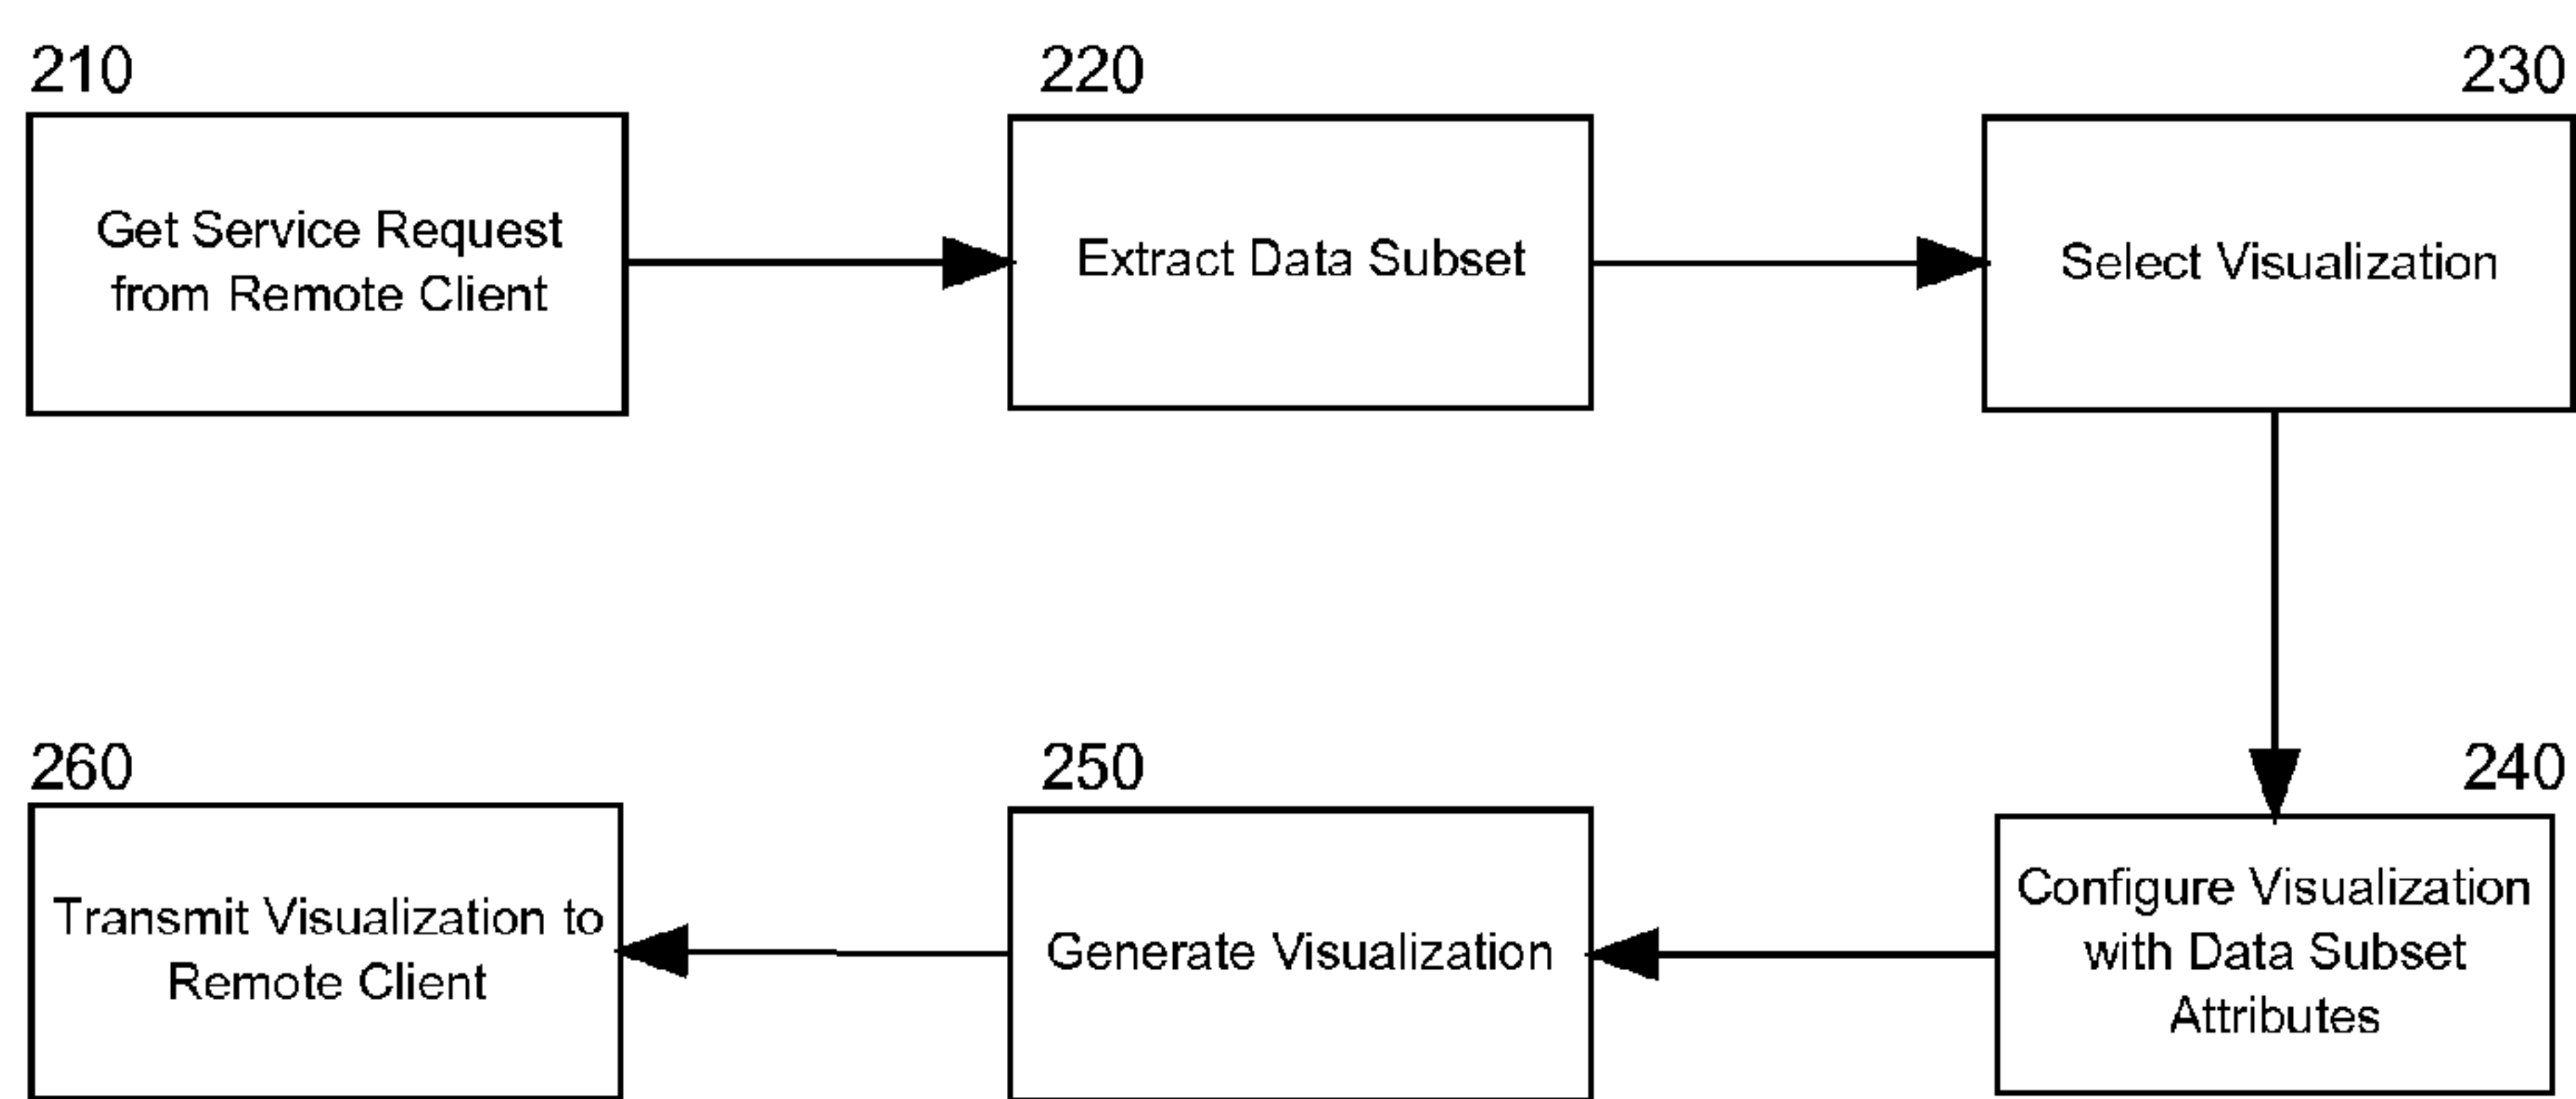 210
Get Service Request
from Remote Client
220
Extract Data Subset
230
Select Visualization
240
Configure Visualization
with Data Subset
Attributes
250
Generate Visualization
260
Transmit Visualization to
Remote Client